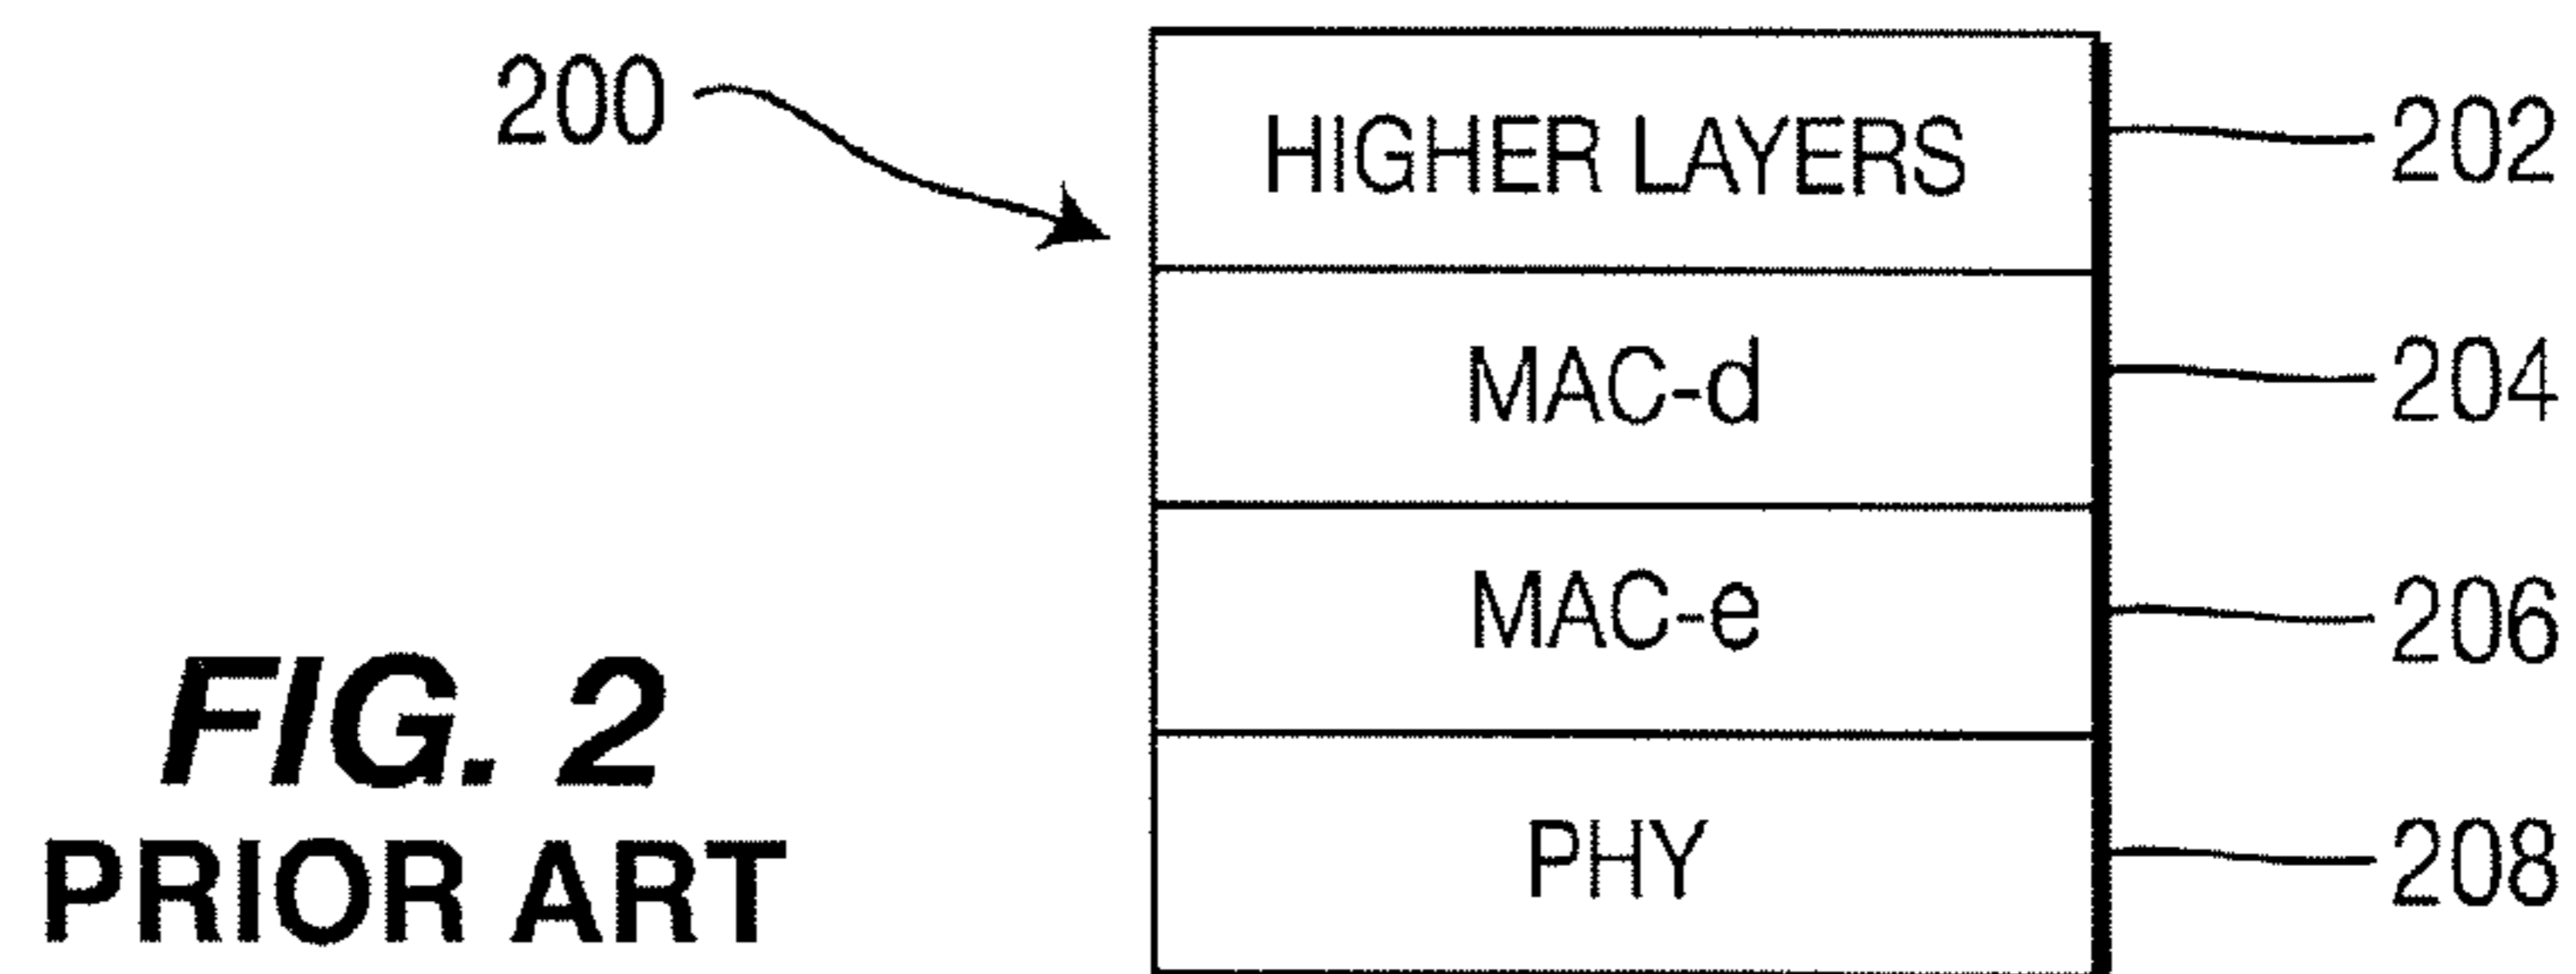 200
HIGHER LAYERS 202
MAC-d 204
MAC-e 206
PHY 208
FIG. 2
PRIOR ART